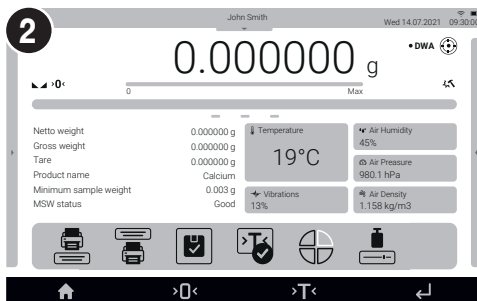 2
John Smith
Wed 14.07.2021 09:30:00
0.000000 g
DWA
>0<
0 Max
Netto weight 0.000000 g
Gross weight 0.000000 g
Tare 0.000000 g
Product name Calcium
Minimum sample weight 0.003 g
MSW status Good
Temperature
19°C
Vibrations
13%
Air Humidity
45%
Air Preasure
980.1 hPa
Air Density
1.158 kg/m3
>T<
>0< >T<